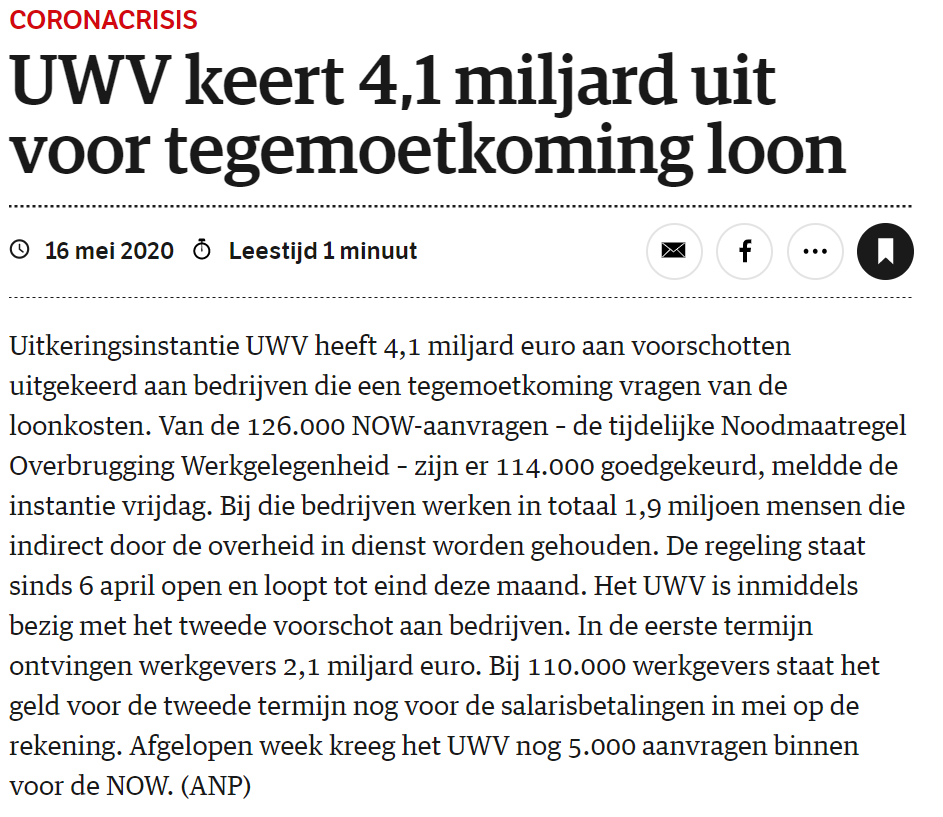 CORONACRISIS
UWV keert 4,1 miljard uit
voor tegemoetkoming loon
16 mei 2020 Leestijd 1 minuut
Uitkeringsinstantie UWV heeft 4,1 miljard euro aan voorschotten
uitgekeerd aan bedrijven die een tegemoetkoming vragen van de
loonkosten. Van de 126.000 NOW-aanvragen – de tijdelijke Noodmaatregel
Overbrugging Werkgelegenheid – zijn er 114.000 goedgekeurd, meldde de
instantie vrijdag. Bij die bedrijven werken in totaal 1,9 miljoen mensen die
indirect door de overheid in dienst worden gehouden. De regeling staat
sinds 6 april open en loopt tot eind deze maand. Het UWV is inmiddels
bezig met het tweede voorschot aan bedrijven. In de eerste termijn
ontvingen werkgevers 2,1 miljard euro. Bij 110.000 werkgevers staat het
geld voor de tweede termijn nog voor de salarisbetalingen in mei op de
rekening. Afgelopen week kreeg het UWV nog 5.000 aanvragen binnen
voor de NOW. (ANP)